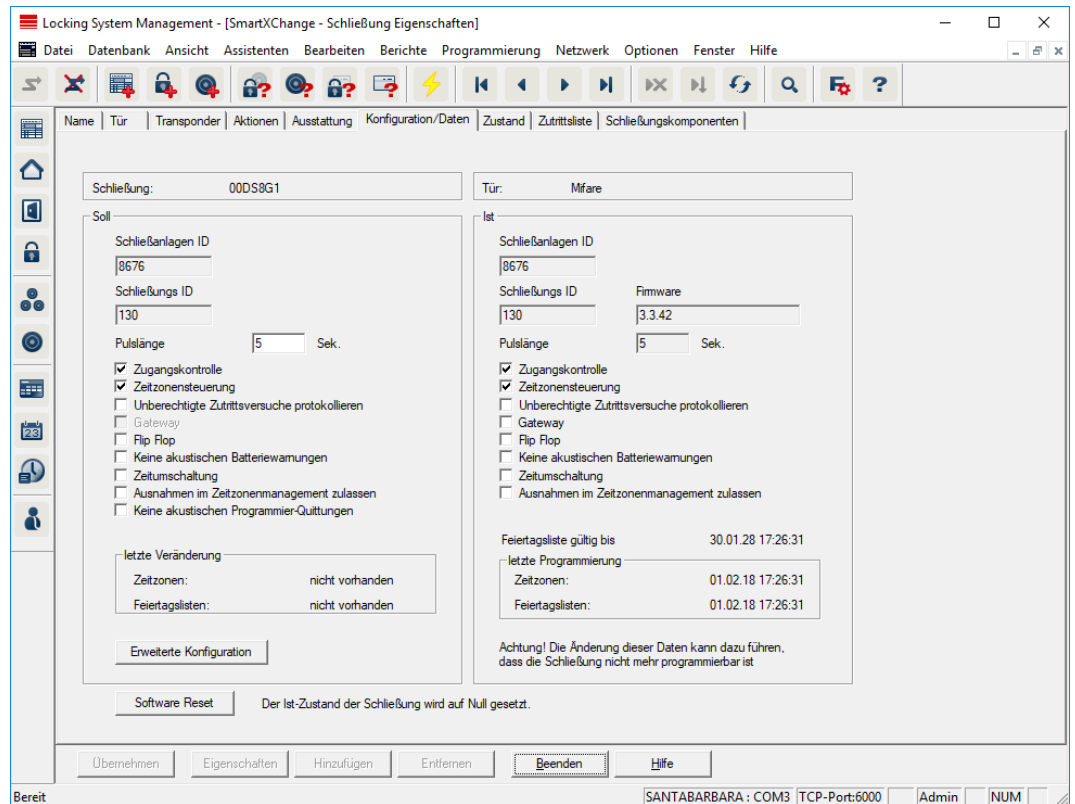 Locking System Management - [SmartXChange - Schließung Eigenschaften]
Datei Datenbank Ansicht Assistenten Bearbeiten Berichte Programmierung Netzwerk Optionen Fenster Hilfe
Name Tür Transponder Aktionen Ausstattung Konfiguration/Daten Zustand Zutrittsliste Schließungskomponenten
Schließung: 00DS8G1
Tür: Mifare
Soll
Schließanlagen ID
8676
Schließungs ID
130
Pulslänge 5 Sek.
Zugangskontrolle
Zeitzonensteuerung
Unberechtigte Zutrittsversuche protokollieren
Gateway
Flip Flop
Keine akustischen Batteriewarnungen
Zeitumschaltung
Ausnahmen im Zeitzonenmanagement zulassen
Keine akustischen Programmier-Quittungen
letzte Veränderung
Zeitzonen: nicht vorhanden
Feiertagslisten: nicht vorhanden
Erweiterte Konfiguration
Ist
Schließanlagen ID
8676
Schließungs ID Firmware
130 3.3.42
Pulslänge 5 Sek.
Zugangskontrolle
Zeitzonensteuerung
Unberechtigte Zutrittsversuche protokollieren
Gateway
Flip Flop
Keine akustischen Batteriewarnungen
Zeitumschaltung
Ausnahmen im Zeitzonenmanagement zulassen
Feiertagsliste gültig bis 30.01.28 17:26:31
letzte Programmierung
Zeitzonen: 01.02.18 17:26:31
Feiertagslisten: 01.02.18 17:26:31
Achtung! Die Änderung dieser Daten kann dazu führen,
dass die Schließung nicht mehr programmierbar ist
Software Reset Der Ist-Zustand der Schließung wird auf Null gesetzt.
Übernehmen Eigenschaften Hinzufügen Entfernen Beenden Hilfe
Bereit SANTABARBARA : COM3 TCP-Port:6000 Admin NUM